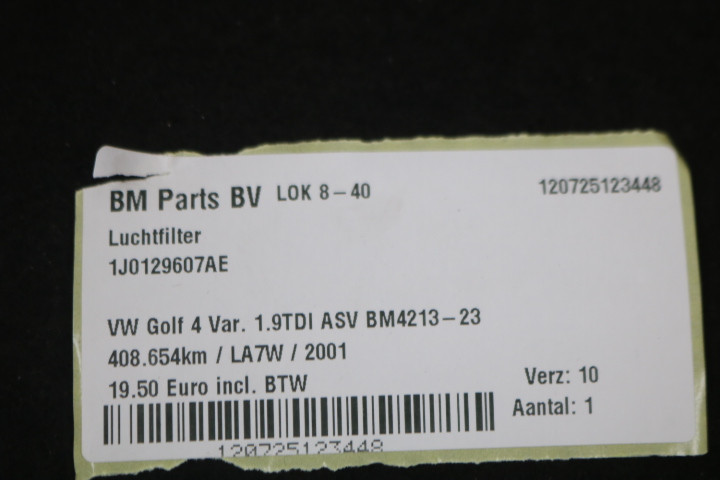 BM Parts BV LOK 8-40 120725123448
Luchtfilter
1J0129607AE
VW Golf 4 Var. 1.9TDI ASV BM4213-23
408.654km / LA7W / 2001
19.50 Euro incl. BTW
Verz: 10
Aantal: 1
120725123448